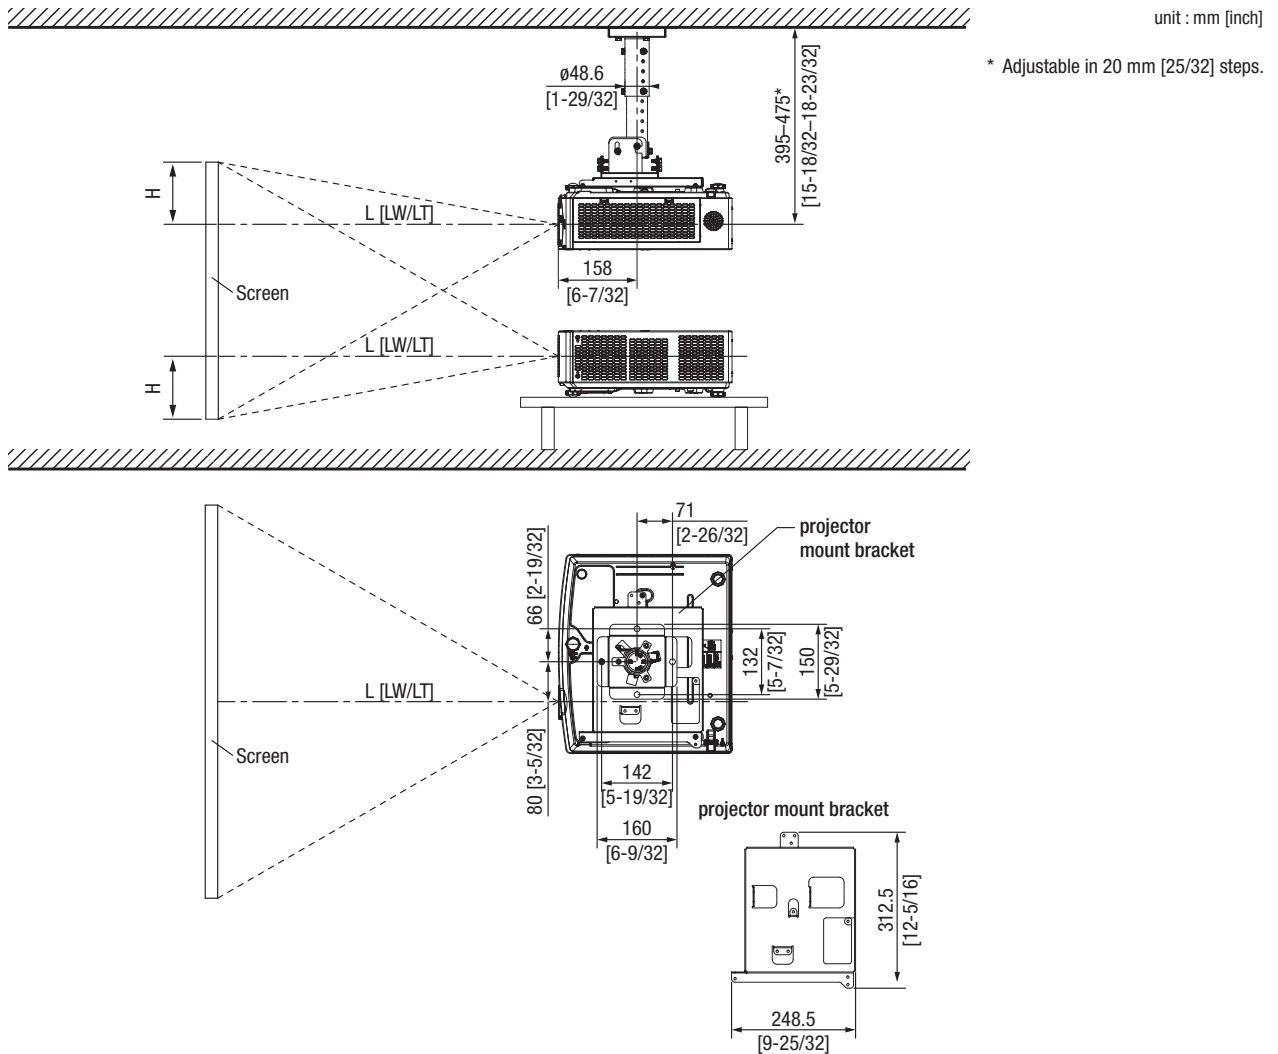 unit : mm [inch]
* Adjustable in 20 mm [25/32] steps.
ø48.6
[1-29/32]
395–475*
[15-18/32–18-23/32]
H
L [LW/LT]
158
[6-7/32]
Screen
L [LW/LT]
H
71
[2-26/32]
projector
mount bracket
66 [2-19/32]
132
[5-7/32]
150
[5-29/32]
L [LW/LT]
Screen
80 [3-5/32]
142
[5-19/32]
160
[6-9/32]
projector mount bracket
312.5
[12-5/16]
248.5
[9-25/32]